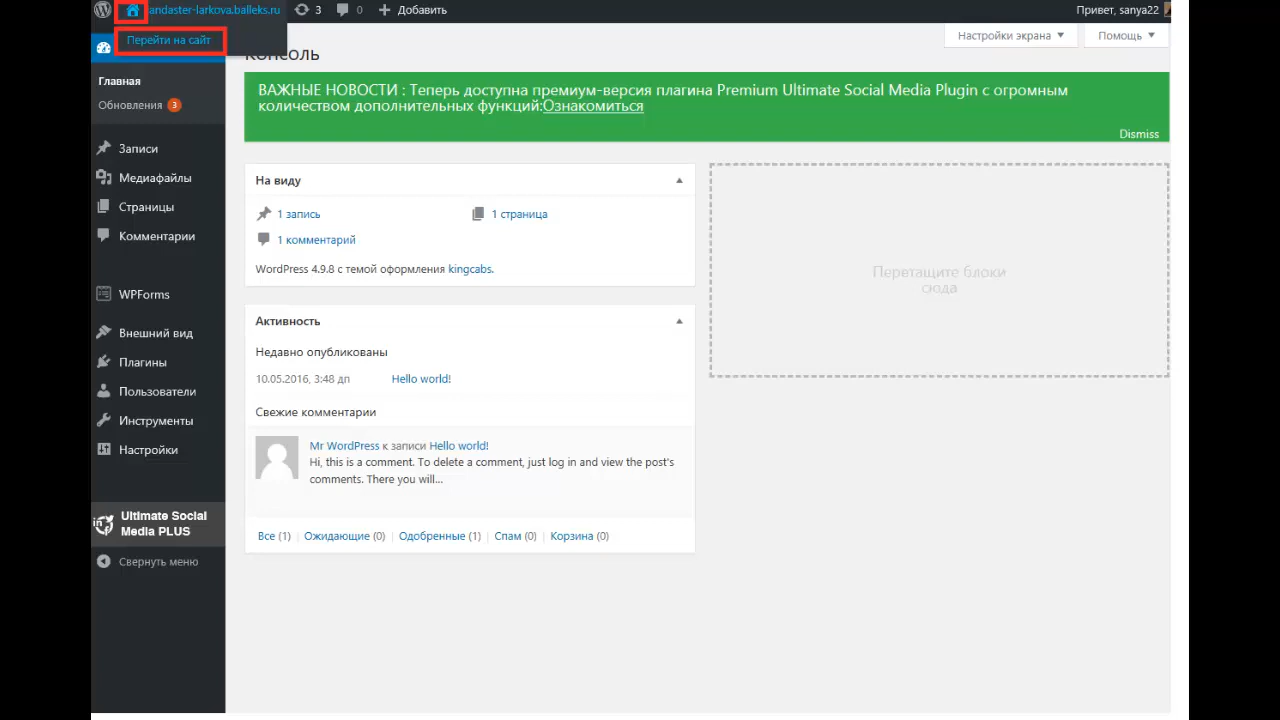 andaster-larkova.balleks.ru 3 0 Добавить Привет, sanya22
Перейти на сайт
Настройки экрана Помощь
Консоль
Главная
Обновления 3
Записи
Медиафайлы
Страницы
Комментарии
WPForms
Внешний вид
Плагины
Пользователи
Инструменты
Настройки
Ultimate Social
Media PLUS
Свернуть меню
ВАЖНЫЕ НОВОСТИ : Теперь доступна премиум-версия плагина Premium Ultimate Social Media Plugin с огромным
количеством дополнительных функций:Ознакомиться
Dismiss
На виду
1 запись 1 страница
1 комментарий
WordPress 4.9.8 с темой оформления kingcabs.
Активность
Недавно опубликованы
10.05.2016, 3:48 дп Hello world!
Свежие комментарии
Mr WordPress к записи Hello world!
Hi, this is a comment. To delete a comment, just log in and view the post's
comments. There you will...
Все (1) | Ожидающие (0) | Одобренные (1) | Спам (0) | Корзина (0)
Перетащите блоки
сюда